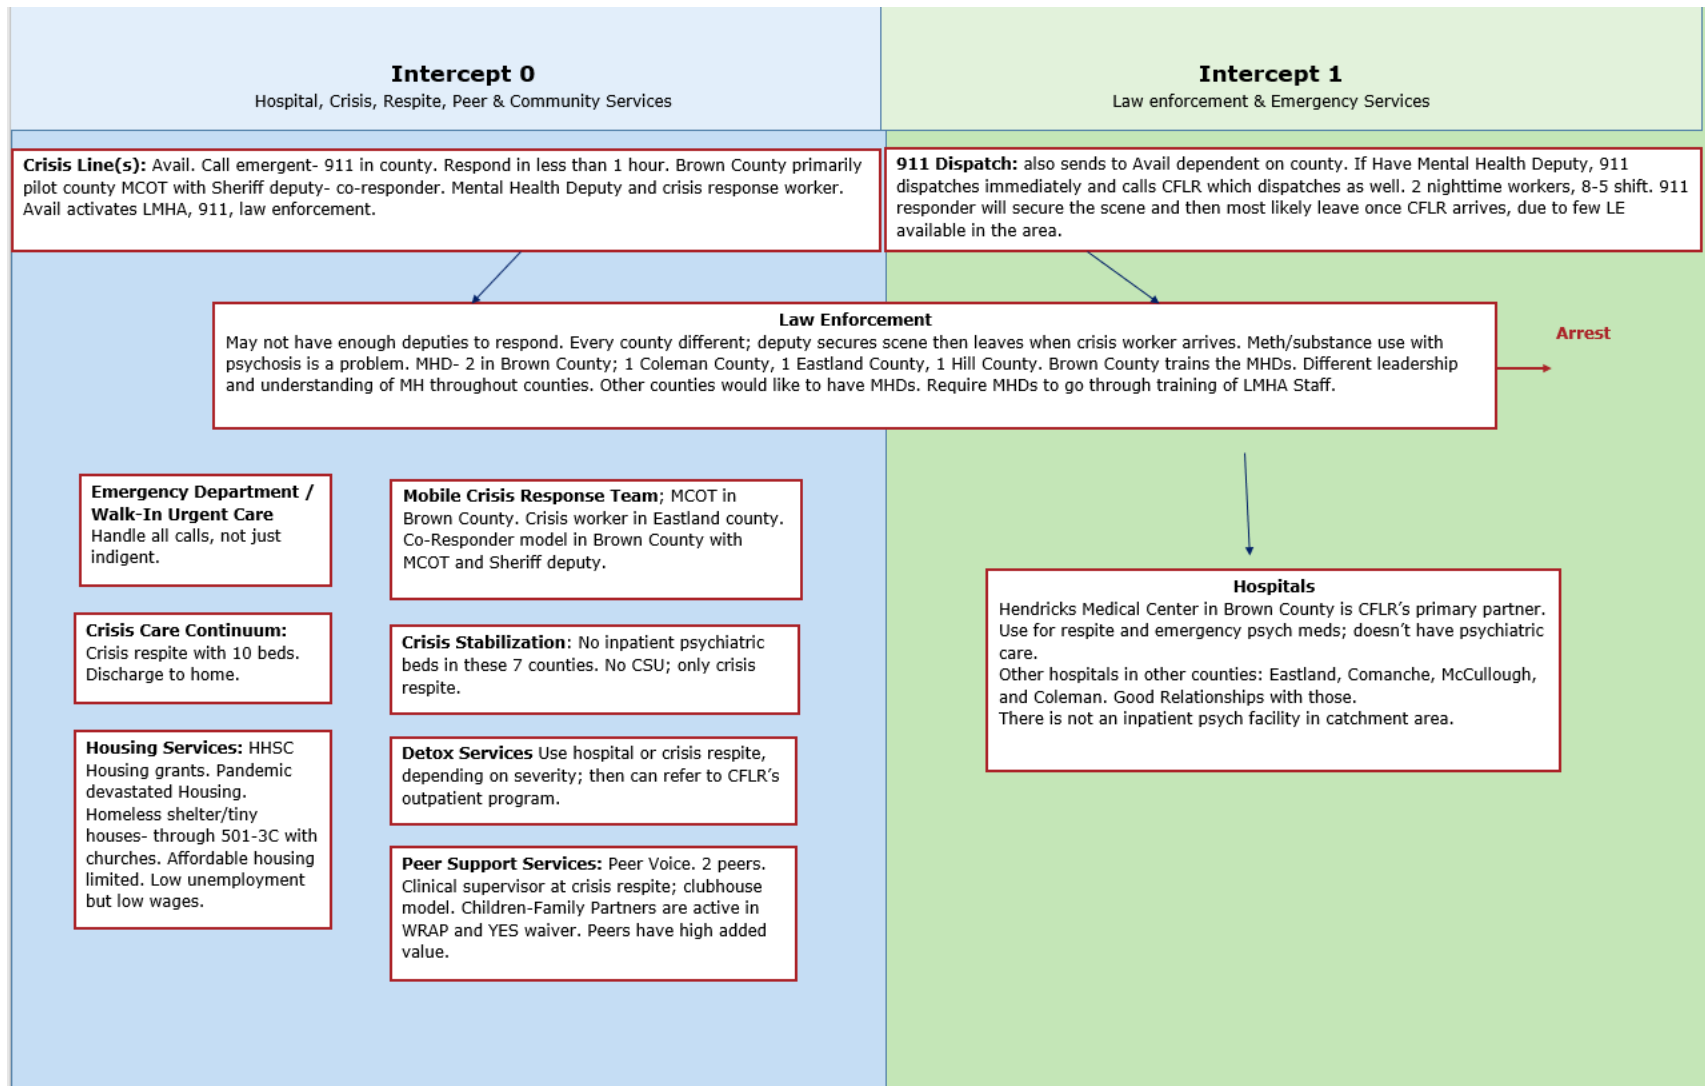 Intercept 0
Hospital, Crisis, Respite, Peer & Community Services
Intercept 1
Law enforcement & Emergency Services
Crisis Line(s): Avail. Call emergent- 911 in county. Respond in less than 1 hour. Brown County primarily
pilot county MCOT with Sheriff deputy- co-responder. Mental Health Deputy and crisis response worker.
Avail activates LMHA, 911, law enforcement.
911 Dispatch: also sends to Avail dependent on county. If Have Mental Health Deputy, 911
dispatches immediately and calls CFLR which dispatches as well. 2 nighttime workers, 8-5 shift. 911
responder will secure the scene and then most likely leave once CFLR arrives, due to few LE
available in the area.
Law Enforcement
May not have enough deputies to respond. Every county different; deputy secures scene then leaves when crisis worker arrives. Meth/substance use with
psychosis is a problem. MHD- 2 in Brown County; 1 Coleman County, 1 Eastland County, 1 Hill County. Brown County trains the MHDs. Different leadership
and understanding of MH throughout counties. Other counties would like to have MHDs. Require MHDs to go through training of LMHA Staff.
Arrest
Emergency Department /
Walk-In Urgent Care
Handle all calls, not just
indigent.
Crisis Care Continuum:
Crisis respite with 10 beds.
Discharge to home.
Housing Services: HHSC
Housing grants. Pandemic
devastated Housing.
Homeless shelter/tiny
houses- through 501-3C with
churches. Affordable housing
limited. Low unemployment
but low wages.
Mobile Crisis Response Team; MCOT in
Brown County. Crisis worker in Eastland county.
Co-Responder model in Brown County with
MCOT and Sheriff deputy.
Crisis Stabilization: No inpatient psychiatric
beds in these 7 counties. No CSU; only crisis
respite.
Detox Services Use hospital or crisis respite,
depending on severity; then can refer to CFLR's
outpatient program.
Peer Support Services: Peer Voice. 2 peers.
Clinical supervisor at crisis respite; clubhouse
model. Children-Family Partners are active in
WRAP and YES waiver. Peers have high added
value.
Hospitals
Hendricks Medical Center in Brown County is CFLR's primary partner.
Use for respite and emergency psych meds; doesn't have psychiatric
care.
Other hospitals in other counties: Eastland, Comanche, McCullough,
and Coleman. Good Relationships with those.
There is not an inpatient psych facility in catchment area.